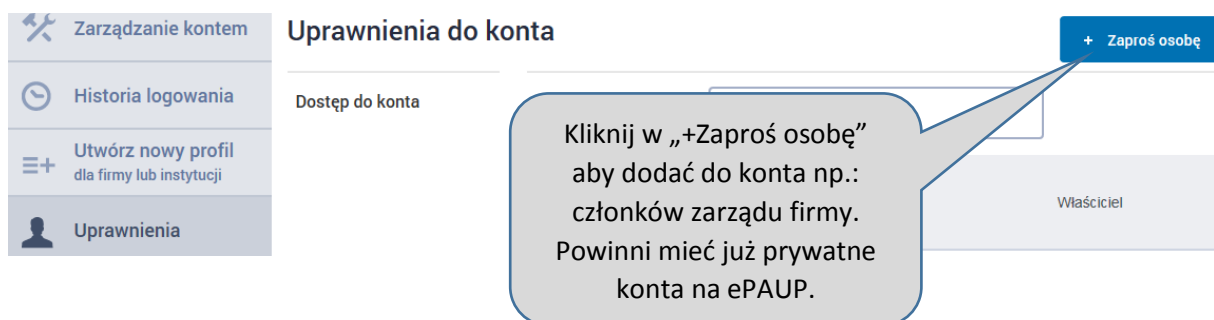 Zarządzanie kontem
Historia logowania
Utwórz nowy profil
dla firmy lub instytucji
Uprawnienia
Uprawnienia do konta
+ Zaproś osobę
Dostęp do konta
Kliknij w „+Zaproś osobę”
aby dodać do konta np.:
członków zarządu firmy.
Powinni mieć już prywatne
konta na ePAUP.
Właściciel